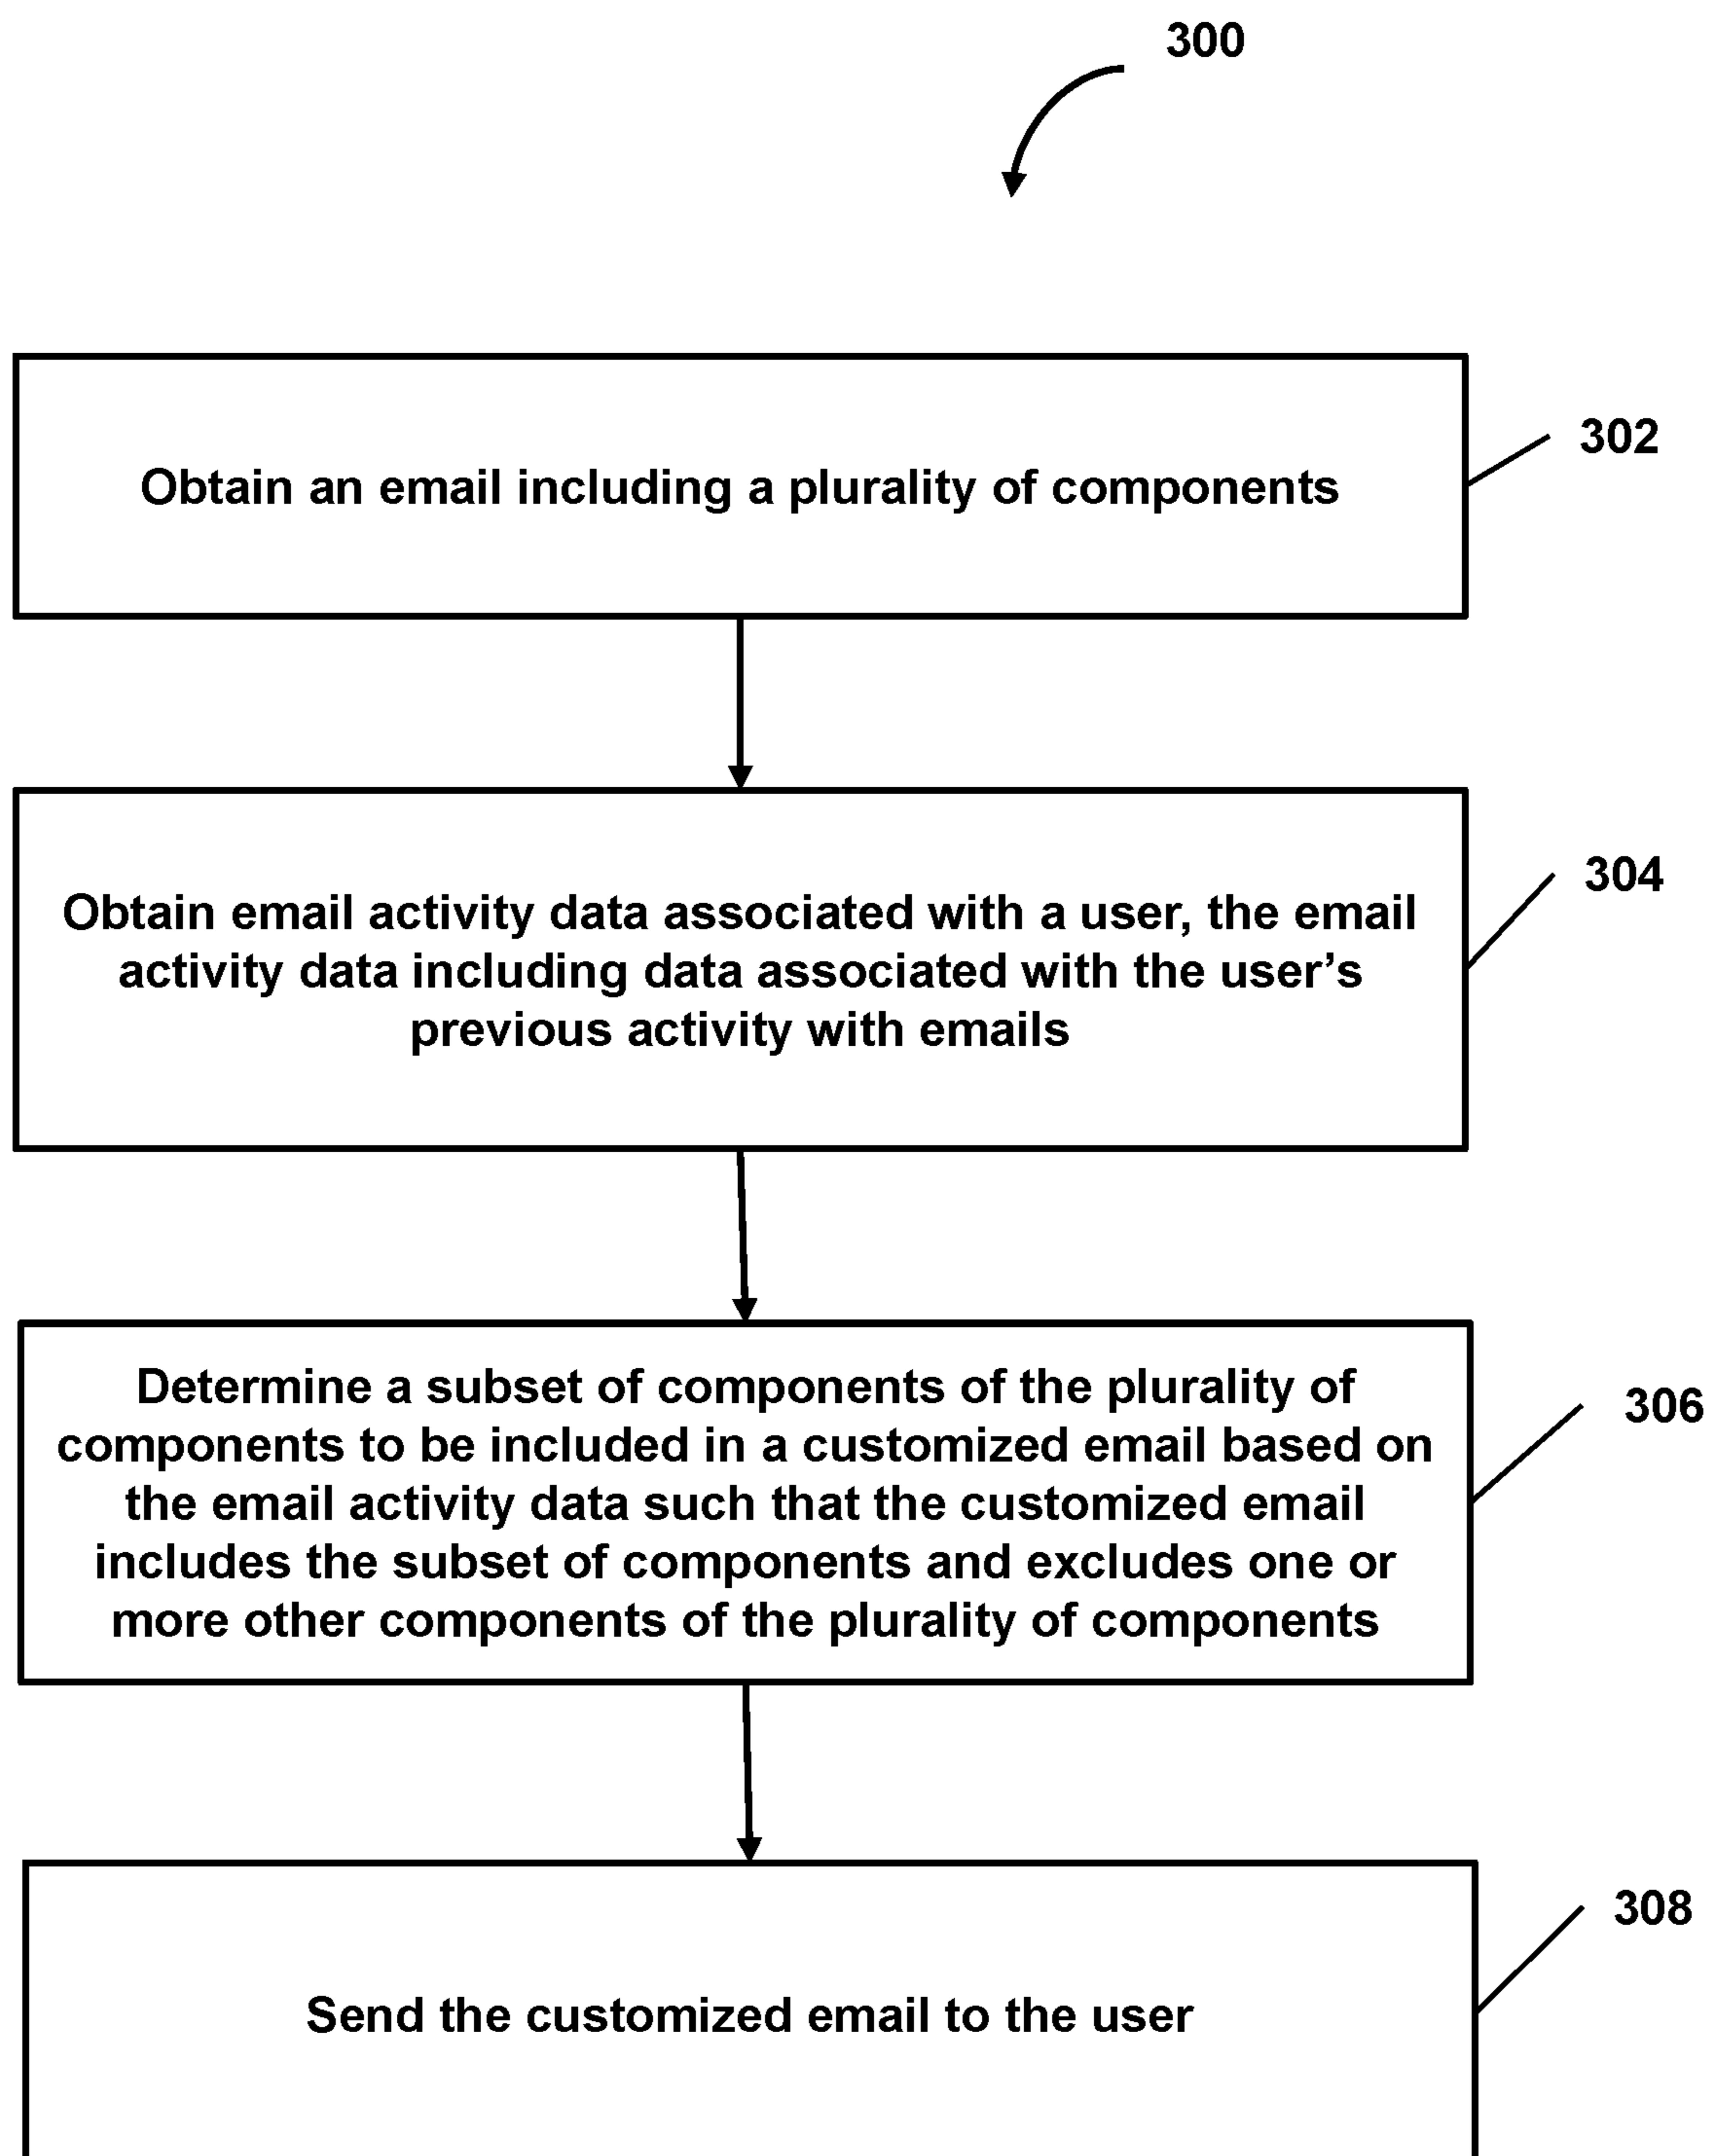 300
302
Obtain an email including a plurality of components
304
Obtain email activity data associated with a user, the email
activity data including data associated with the user’s
previous activity with emails
306
Determine a subset of components of the plurality of
components to be included in a customized email based on
the email activity data such that the customized email
includes the subset of components and excludes one or
more other components of the plurality of components
308
Send the customized email to the user